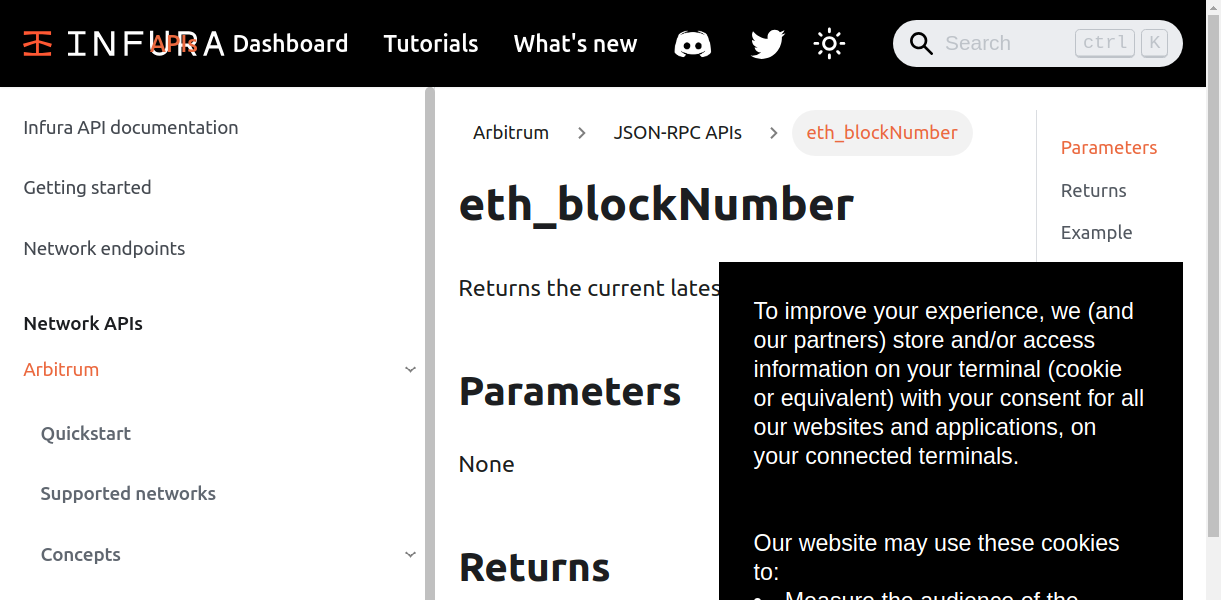 INFURA APIs Dashboard Tutorials What's new Search ctrl K
Infura API documentation
Getting started
Network endpoints
Network APIs
Arbitrum
Quickstart
Supported networks
Concepts
Arbitrum JSON-RPC APIs eth_blockNumber
eth_blockNumber
Returns the current lates
Parameters
None
Returns
Parameters
Returns
Example
To improve your experience, we (and
our partners) store and/or access
information on your terminal (cookie
or equivalent) with your consent for all
our websites and applications, on
your connected terminals.
Our website may use these cookies
to:
• Measure the audience of the